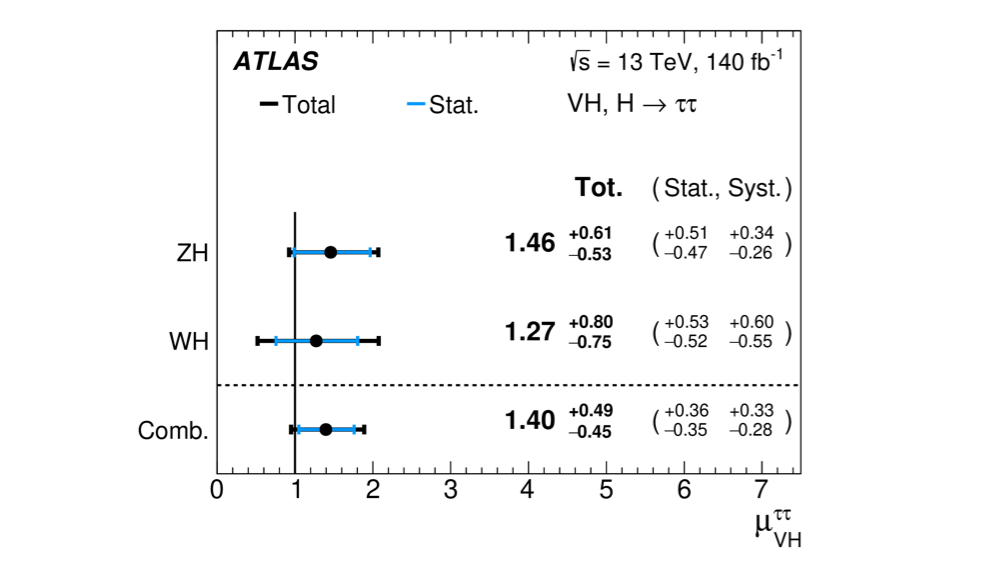 ATLAS √s = 13 TeV, 140 fb⁻¹
Total Stat. VH, H → ττ
Tot. (Stat., Syst.)
ZH 1.46 +0.61 −0.53 ( +0.51 −0.47 +0.34 −0.26 )
WH 1.27 +0.80 −0.75 ( +0.53 −0.52 +0.60 −0.55 )
Comb. 1.40 +0.49 −0.45 ( +0.36 −0.35 +0.33 −0.28 )
0 1 2 3 4 5 6 7
μ^ττ_VH